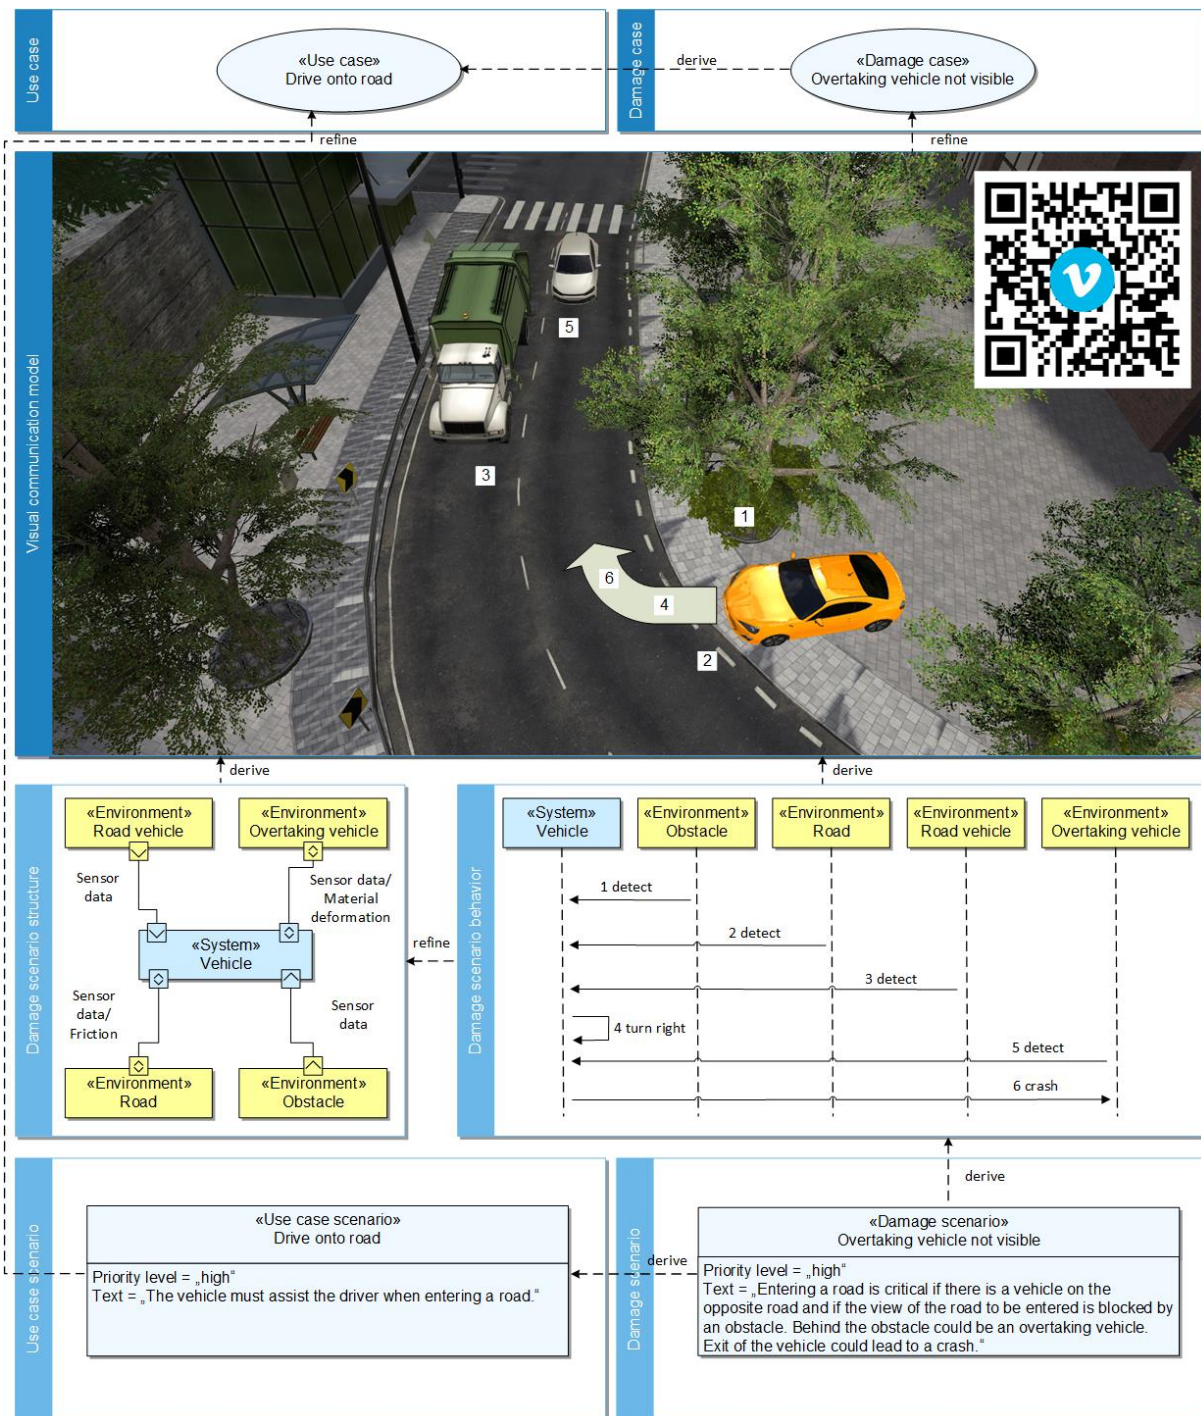 Use case
«Use case»
Drive onto road
derive
Damage case
«Damage case»
Overtaking vehicle not visible
refine
refine
Visual communication model
1
2
3
4
5
6
derive
derive
Damage scenario structure
«Environment»
Road vehicle
«Environment»
Overtaking vehicle
Sensor
data
Sensor data/
Material
deformation
«System»
Vehicle
Sensor
data/
Friction
Sensor
data
«Environment»
Road
«Environment»
Obstacle
refine
Damage scenario behavior
«System»
Vehicle
«Environment»
Obstacle
«Environment»
Road
«Environment»
Road vehicle
«Environment»
Overtaking vehicle
1 detect
2 detect
3 detect
4 turn right
5 detect
6 crash
derive
Use case scenario
«Use case scenario»
Drive onto road
Priority level = „high“
Text = „The vehicle must assist the driver when entering a road.“
derive
Damage scenario
«Damage scenario»
Overtaking vehicle not visible
Priority level = „high“
Text = „Entering a road is critical if there is a vehicle on the
opposite road and if the view of the road to be entered is blocked by
an obstacle. Behind the obstacle could be an overtaking vehicle.
Exit of the vehicle could lead to a crash.“